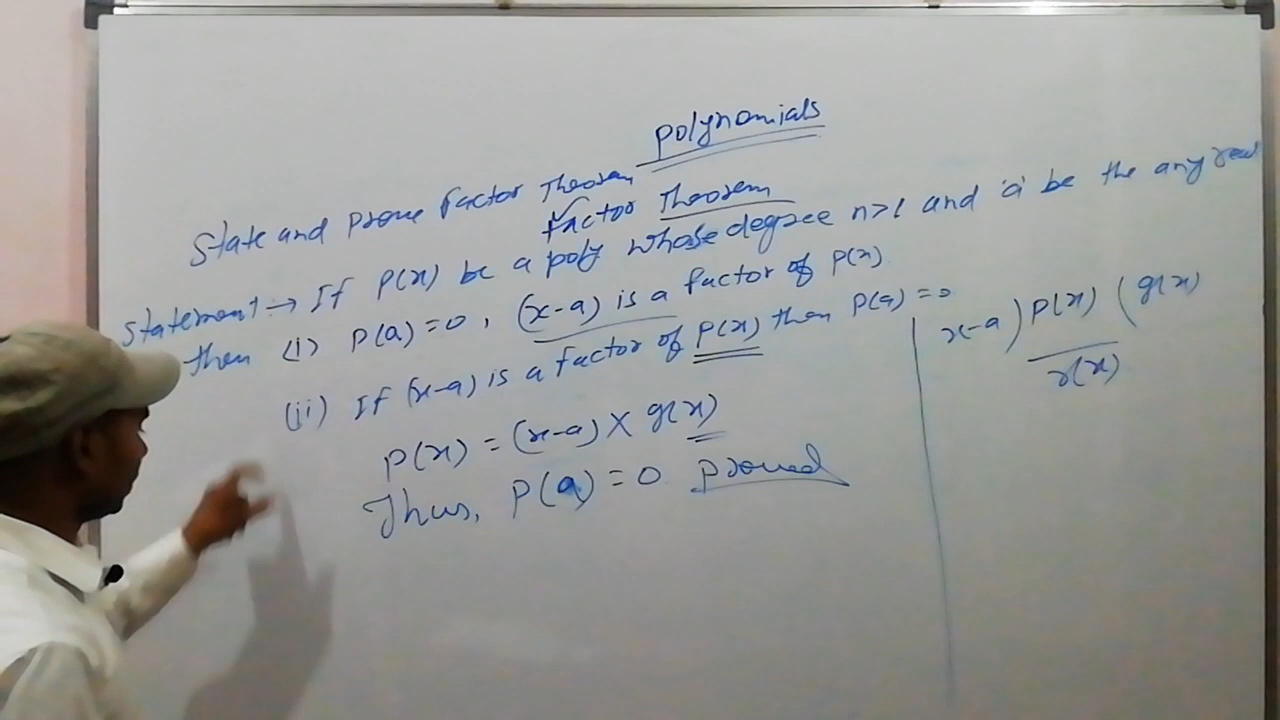 polynomials
State and prove factor Theorem
factor Theorem
Statement → If P(x) be a poly whose degree n>1 and 'a' be the any real
then (i) P(a)=0, (x-a) is a factor of P(x)
(ii) If (x-a) is a factor of P(x) then P(a)=0
P(x) = (x-a) × g(x)
Thus, P(a) = 0 proved
x-a ) P(x) ( g(x)
r(x)